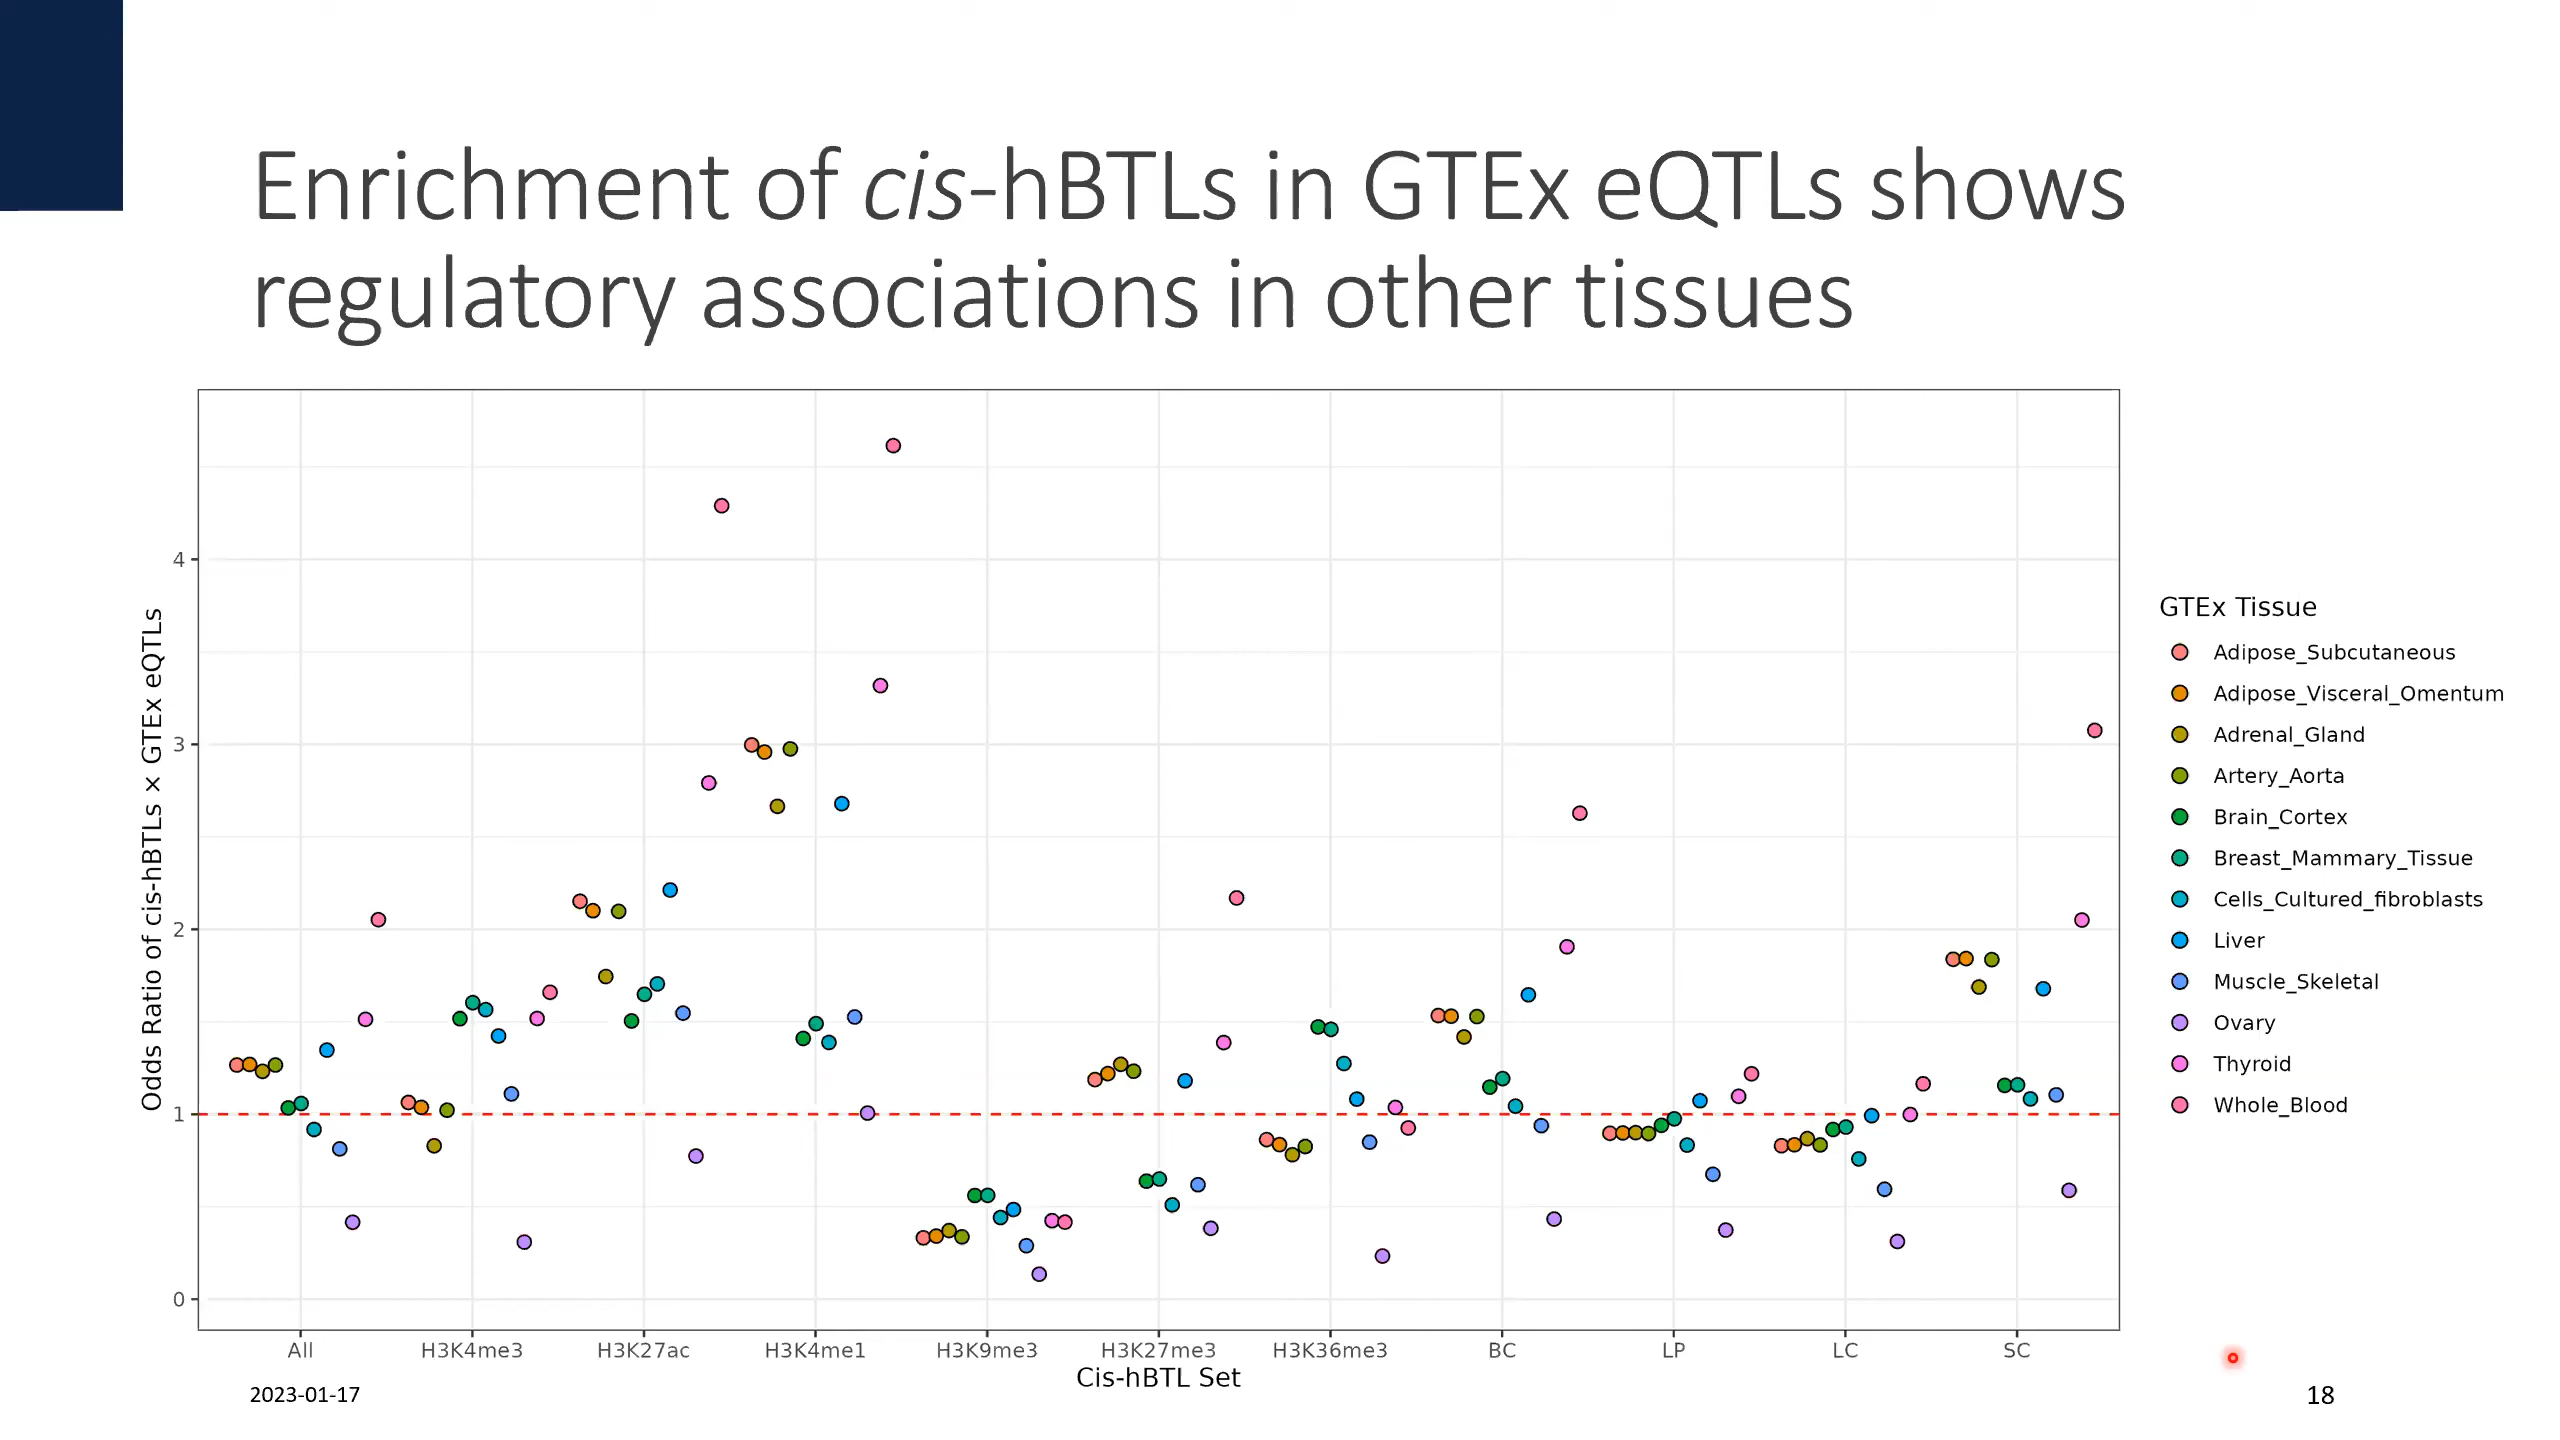 Enrichment of cis-hBTLs in GTEx eQTLs shows
regulatory associations in other tissues
Odds Ratio of cis-hBTLs × GTEx eQTLs
4
3
2
1
0
All
H3K4me3
H3K27ac
H3K4me1
H3K9me3
H3K27me3
H3K36me3
BC
LP
LC
SC
Cis-hBTL Set
GTEx Tissue
Adipose_Subcutaneous
Adipose_Visceral_Omentum
Adrenal_Gland
Artery_Aorta
Brain_Cortex
Breast_Mammary_Tissue
Cells_Cultured_fibroblasts
Liver
Muscle_Skeletal
Ovary
Thyroid
Whole_Blood
2023-01-17
18